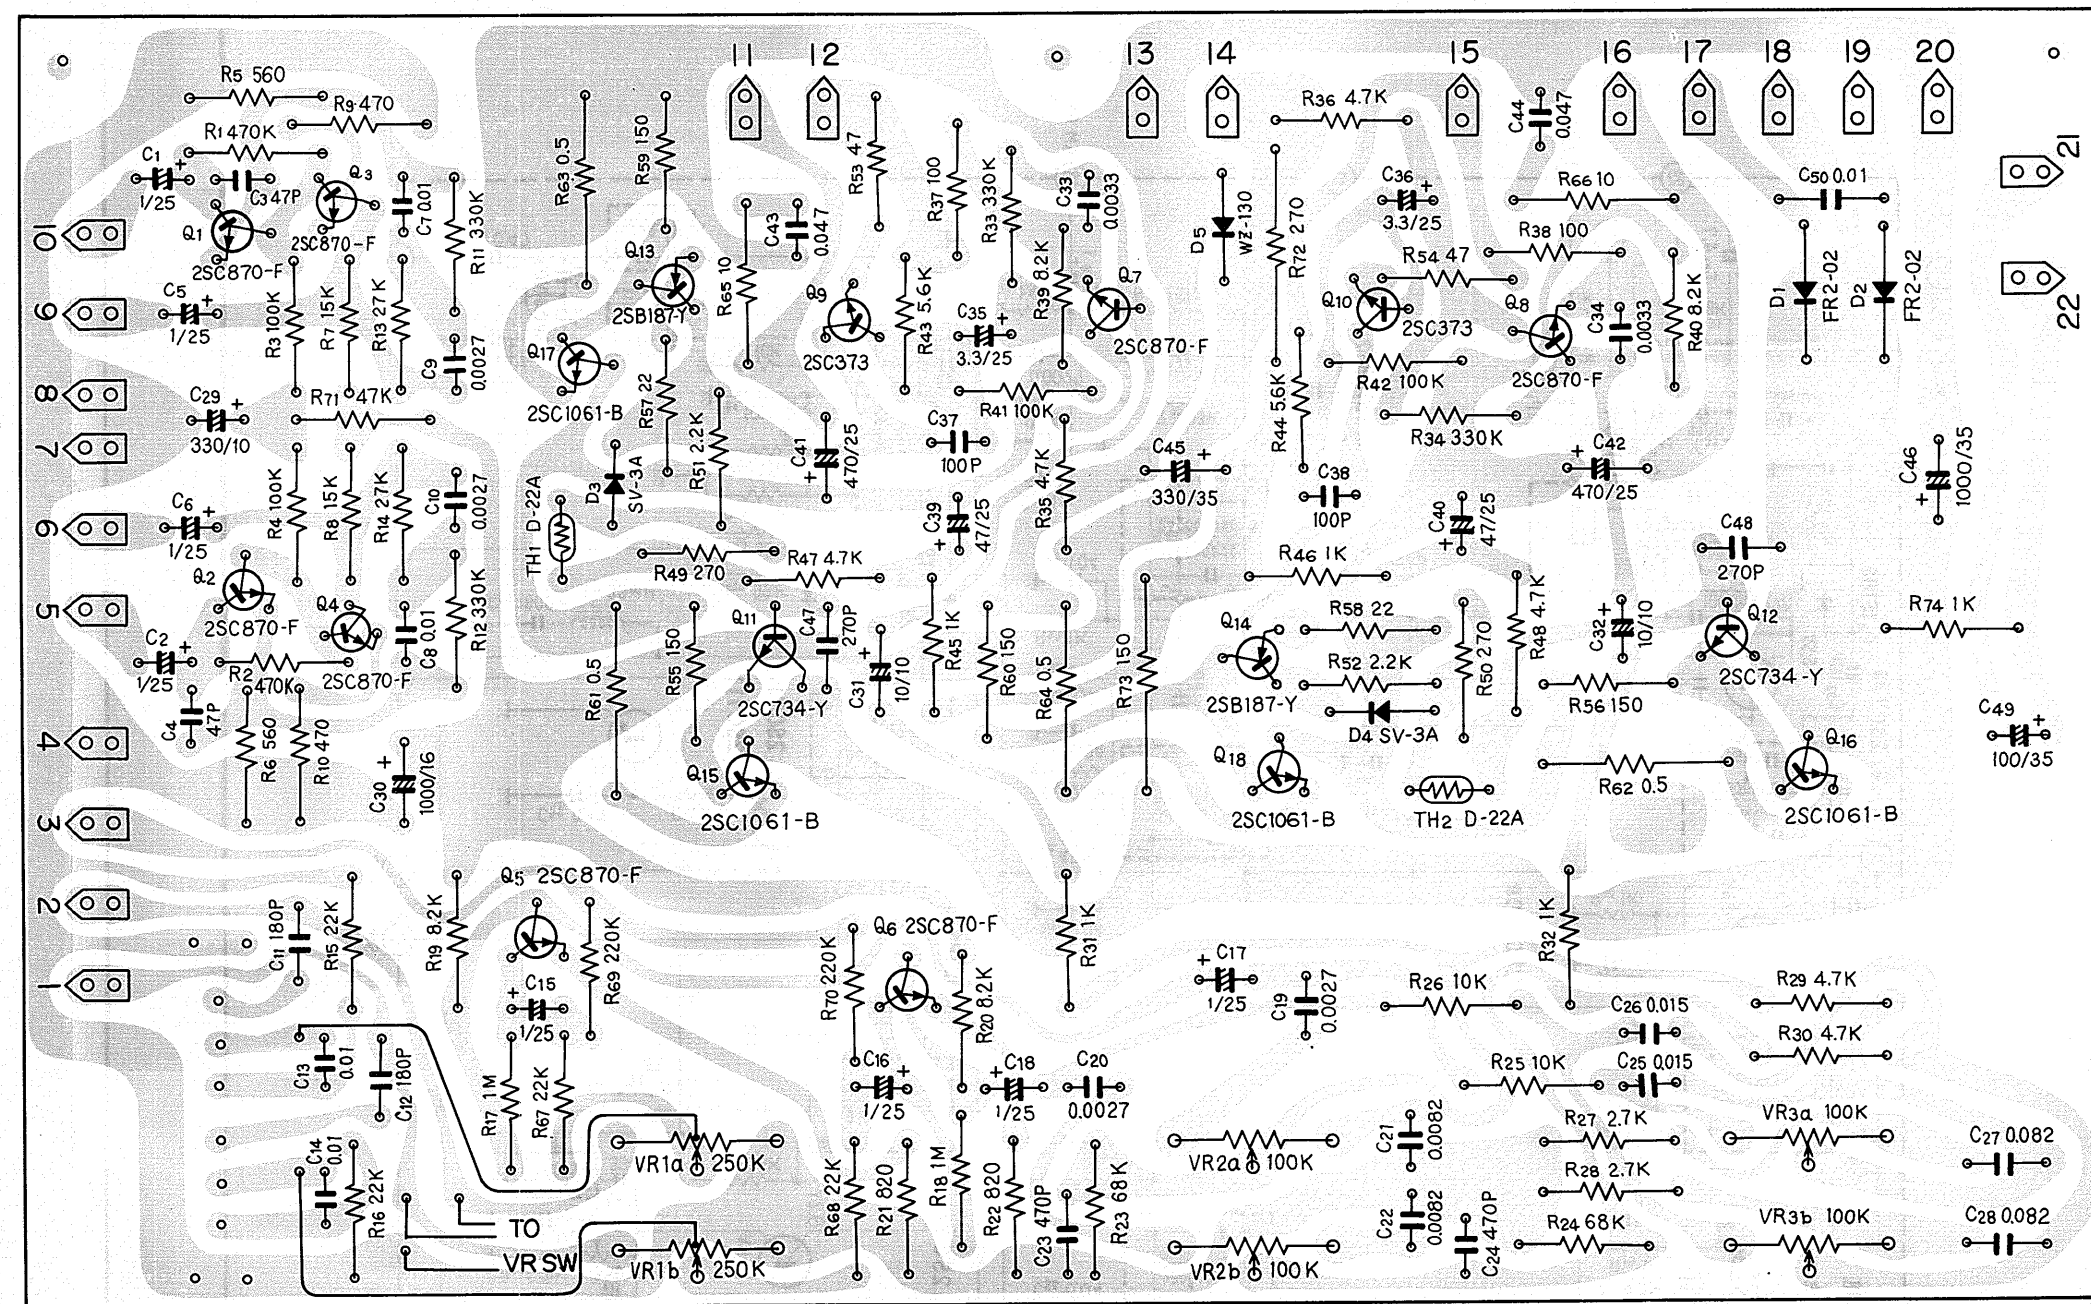 11 12 13 14 15 16 17 18 19 20
21
22
10
9
8
7
6
5
4
3
2
1
R5 560
R9 470
R1 470K
C1 + 1/25
C3 47P
Q3
2SC870-F
Q1
2SC870-F
C7 0.01
R11 330K
C5 + 1/25
R3 100K
R7 15K
R13 27K
C9 0.0027
C29 + 330/10
R71 47K
R4 100K
R8 15K
R14 27K
C10 0.0027
C6 + 1/25
Q2
2SC870-F
Q4
2SC870-F
C8 0.01
R12 330K
C2 + 1/25
R2 470K
C4 47P
R6 560
R10 470
C30 + 1000/16
R63 0.5
R59 150
Q13
2SB187-Y
R65 10
C43 0.047
R53 47
R37 100
R33 330K
C33 0.0033
Q17
2SC1061-B
R57 22
Q9
2SC373
R43 5.6K
C35 + 3.3/25
R39 8.2K
Q7
2SC870-F
R41 100K
D3 SV-3A
R51 2.2K
C41 + 470/25
C37 100P
R35 4.7K
C45 + 330/35
TH1 D-22A
C39 + 47/25
R49 270
R47 4.7K
Q11
2SC734-Y
C47 270P
R61 0.5
R55 150
C31 + 10/10
R45 1K
R60 150
R64 0.5
R73 150
Q15
2SC1061-B
R36 4.7K
C44 0.047
D5 WZ-130
R72 270
C36 + 3.3/25
R66 10
R38 100
R54 47
Q10
2SC373
Q8
2SC870-F
C34 0.0033
R40 8.2K
C50 0.01
D1 FR2-02
D2 FR2-02
R42 100K
R44 5.6K
R34 330K
C38 100P
C42 + 470/25
C40 + 47/25
C46 + 1000/35
C48 270P
R46 1K
R58 22
Q14
2SB187-Y
R52 2.2K
D4 SV-3A
R50 270
R48 4.7K
C32 + 10/10
Q12
2SC734-Y
R74 1K
R56 150
Q18
2SC1061-B
TH2 D-22A
R62 0.5
Q16
2SC1061-B
C49 + 100/35
C11 180P
R15 22K
R19 8.2K
Q5 2SC870-F
R69 220K
C15 + 1/25
C13 0.01
C12 180P
R17 1M
R67 22K
C14 0.01
R16 22K
VR1a 250K
VR1b 250K
TO
VR SW
R70 220K
Q6 2SC870-F
R20 8.2K
R31 1K
C16 + 1/25
C18 + 1/25
C20 0.0027
R68 22K
R21 820
R18 1M
R22 820
C23 470P
R23 68K
C17 + 1/25
C19 0.0027
R26 10K
R32 1K
C26 0.015
R29 4.7K
R30 4.7K
R25 10K
C25 0.015
VR2a 100K
C21 0.0082
R27 2.7K
VR3a 100K
C27 0.082
R28 2.7K
VR2b 100K
C22 0.0082
C24 470P
R24 68K
VR3b 100K
C28 0.082